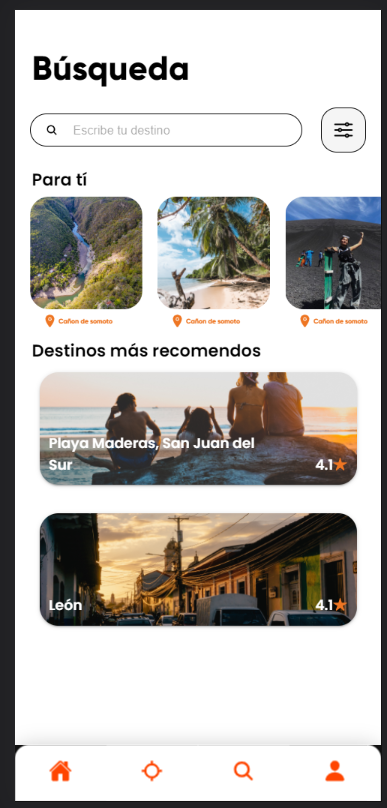 Búsqueda
Escribe tu destino
Para tí
Cañon de somoto
Cañon de somoto
Cañon de somoto
Destinos más recomendos
Playa Maderas, San Juan del
Sur
4.1★
León
4.1★